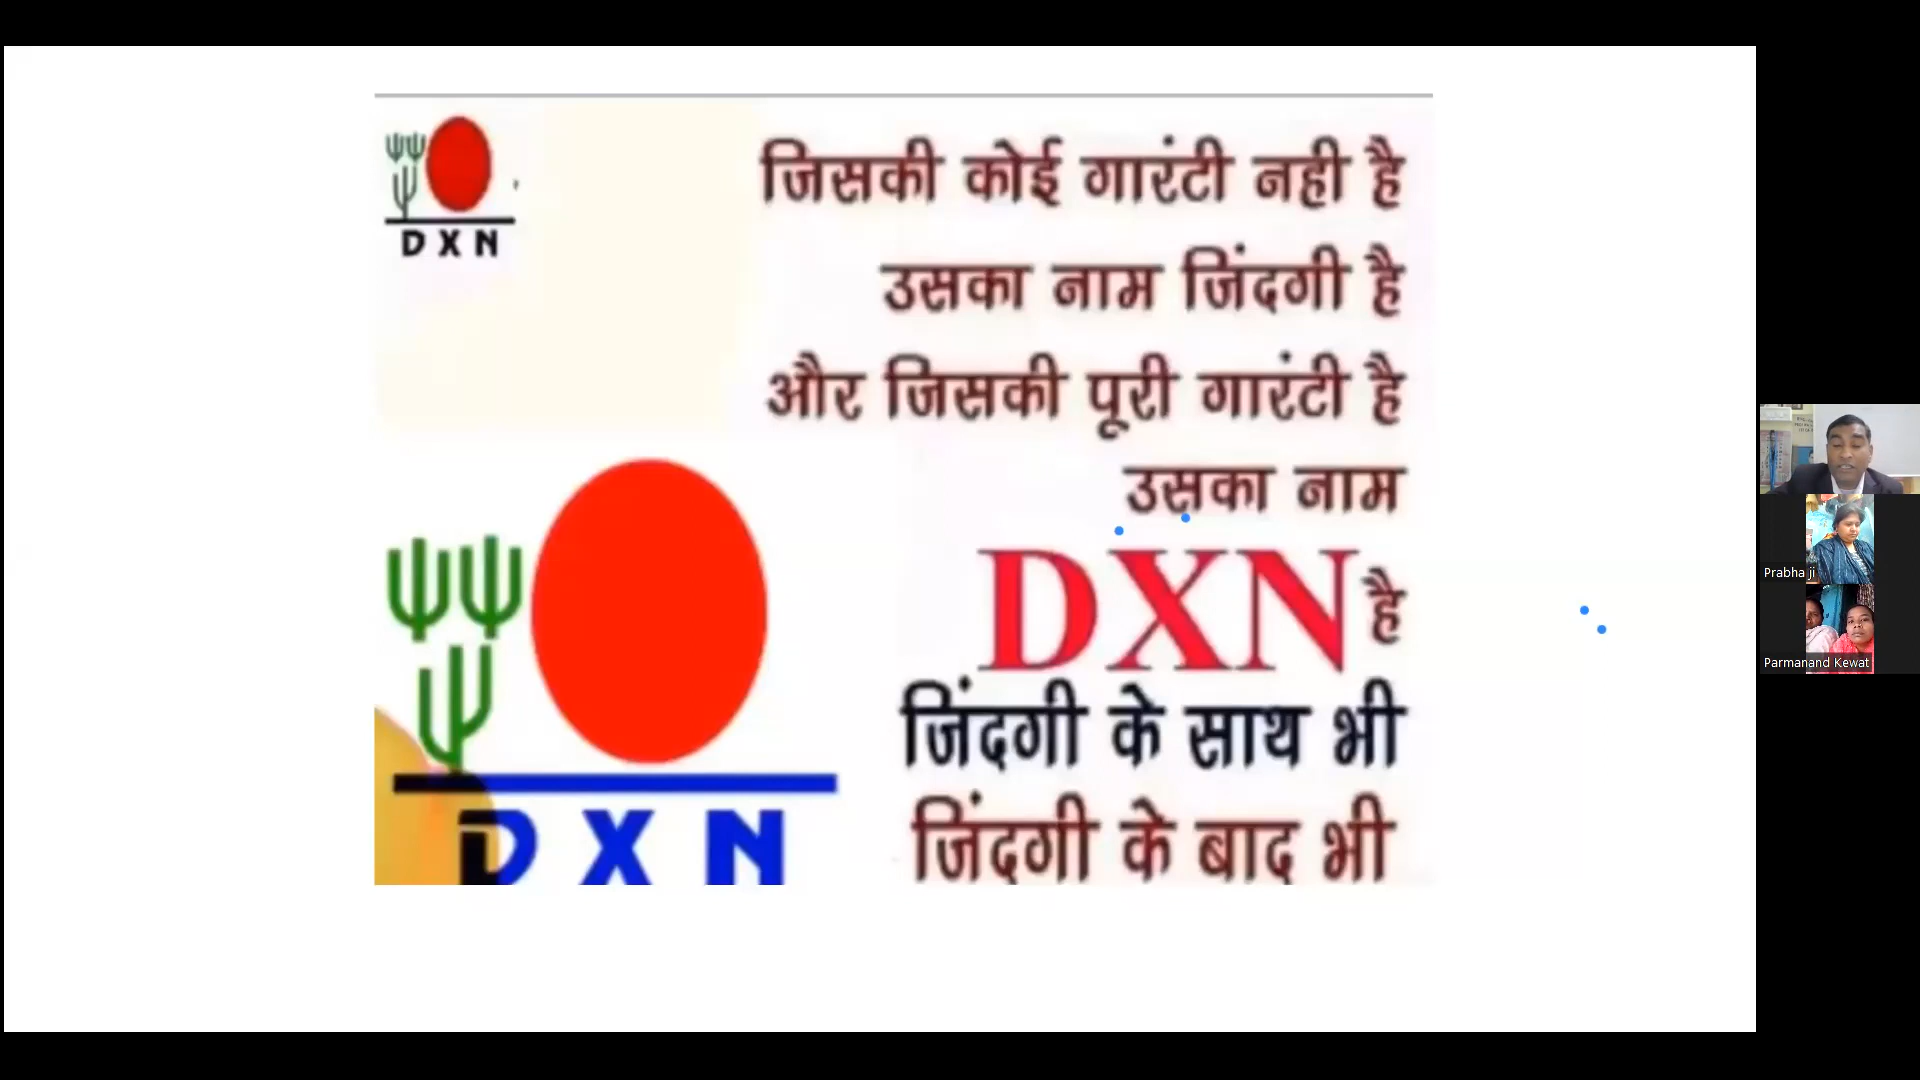 DXN
जिसकी कोई गारंटी नही है
उसका नाम जिंदगी है
और जिसकी पूरी गारंटी है
उसका नाम
DXN है
जिंदगी के साथ भी
जिंदगी के बाद भी
DXN
Prabha ji
Parmanand Kewat